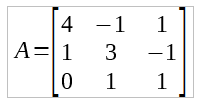 A = [ 4 −1 1
1 3 −1
0 1 1 ]